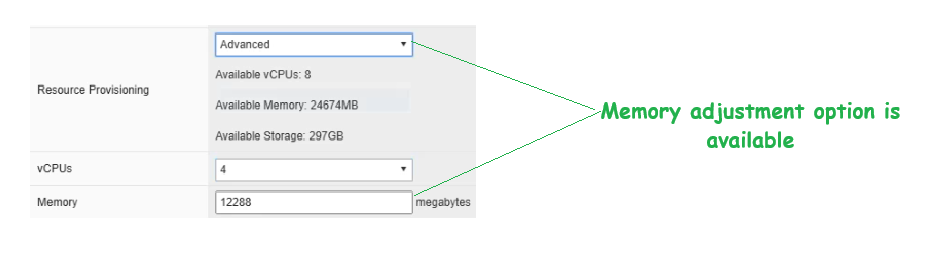 Advanced
Available vCPUs: 8
Resource Provisioning
Available Memory: 24674MB
Available Storage: 297GB
vCPUs 4
Memory 12288 megabytes
Memory adjustment option is
available